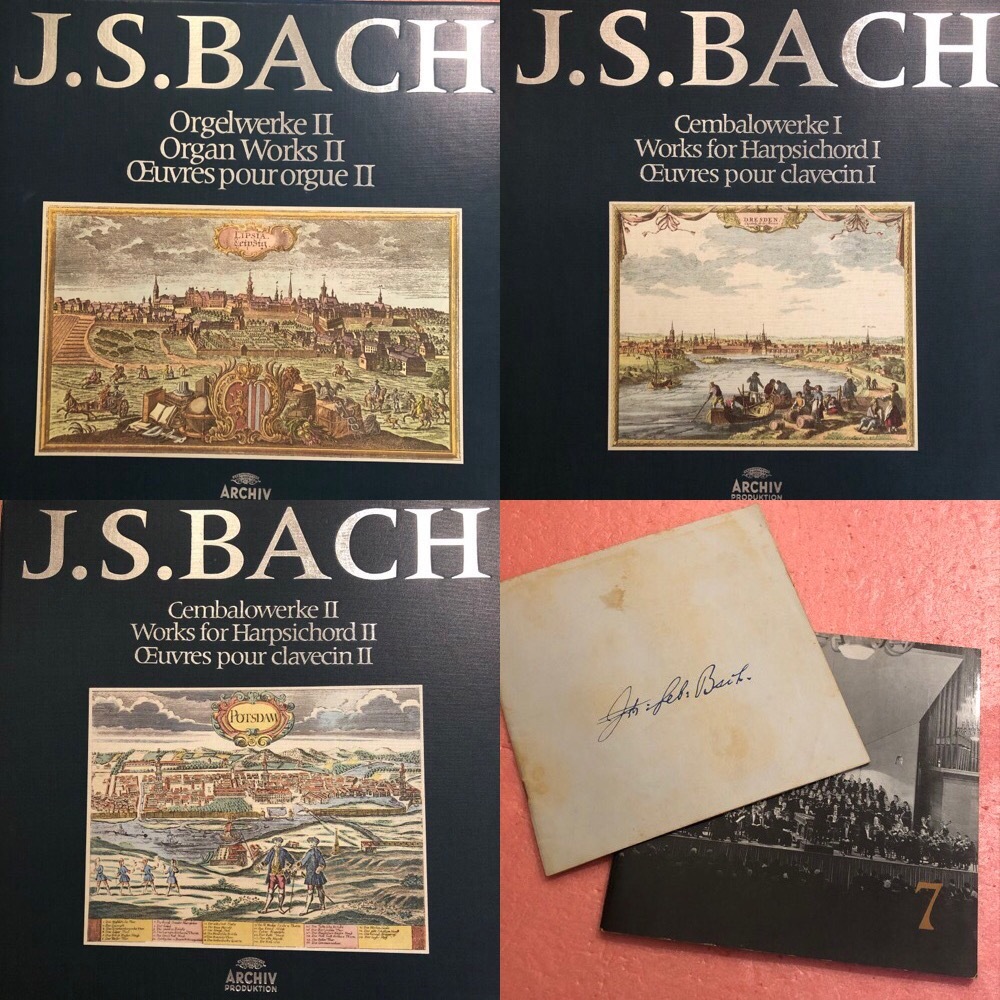 J.S.BACH
Orgelwerke II
Organ Works II
Œuvres pour orgue II
LIPSIA
Leipzig
ARCHIV
J.S.BACH
Cembalowerke I
Works for Harpsichord I
Œuvres pour clavecin I
DRESDEN
ARCHIV
PRODUKTION
J.S.BACH
Cembalowerke II
Works for Harpsichord II
Œuvres pour clavecin II
POTSDAM
ARCHIV
PRODUKTION
Joh: Seb: Bach.
7